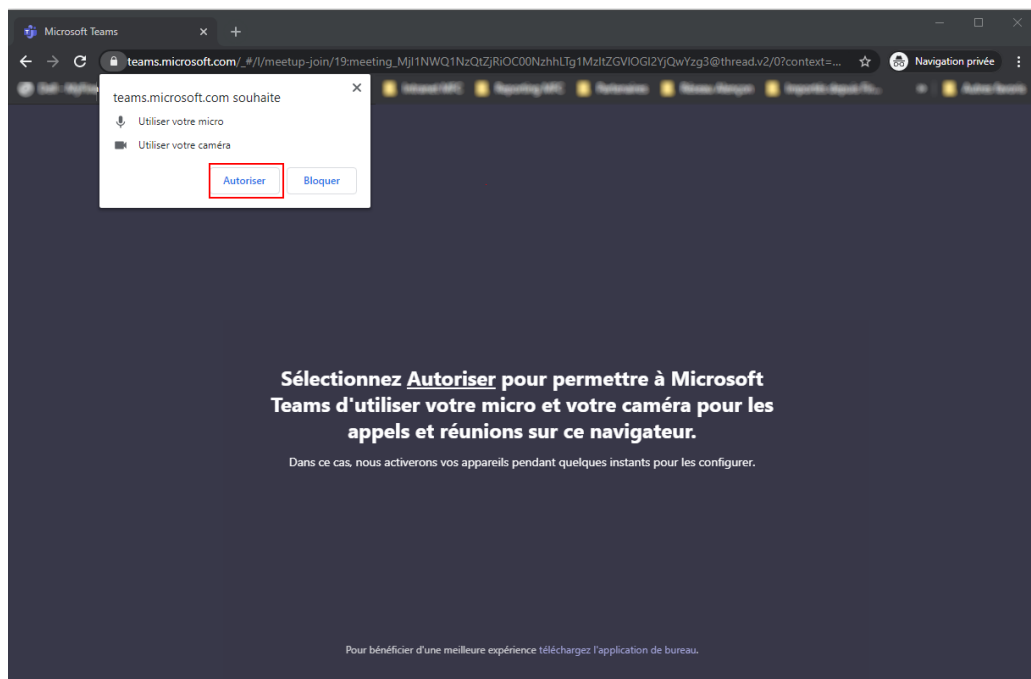 Microsoft Teams
teams.microsoft.com/_#/l/meetup-join/19:meeting_MjI1NWQ1NzQtZjRiOC00NzhhLTg1MzItZGVlOGI2YjQwYzg3@thread.v2/0?context=...
Navigation privée
teams.microsoft.com souhaite
Utiliser votre micro
Utiliser votre caméra
Autoriser
Bloquer
Sélectionnez Autoriser pour permettre à Microsoft
Teams d'utiliser votre micro et votre caméra pour les
appels et réunions sur ce navigateur.
Dans ce cas, nous activerons vos appareils pendant quelques instants pour les configurer.
Pour bénéficier d'une meilleure expérience téléchargez l'application de bureau.